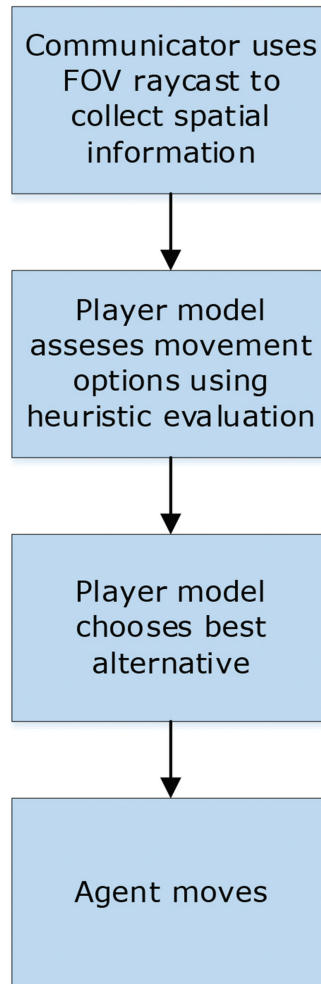 Communicator uses
FOV raycast to
collect spatial
information
Player model
asseses movement
options using
heuristic evaluation
Player model
chooses best
alternative
Agent moves